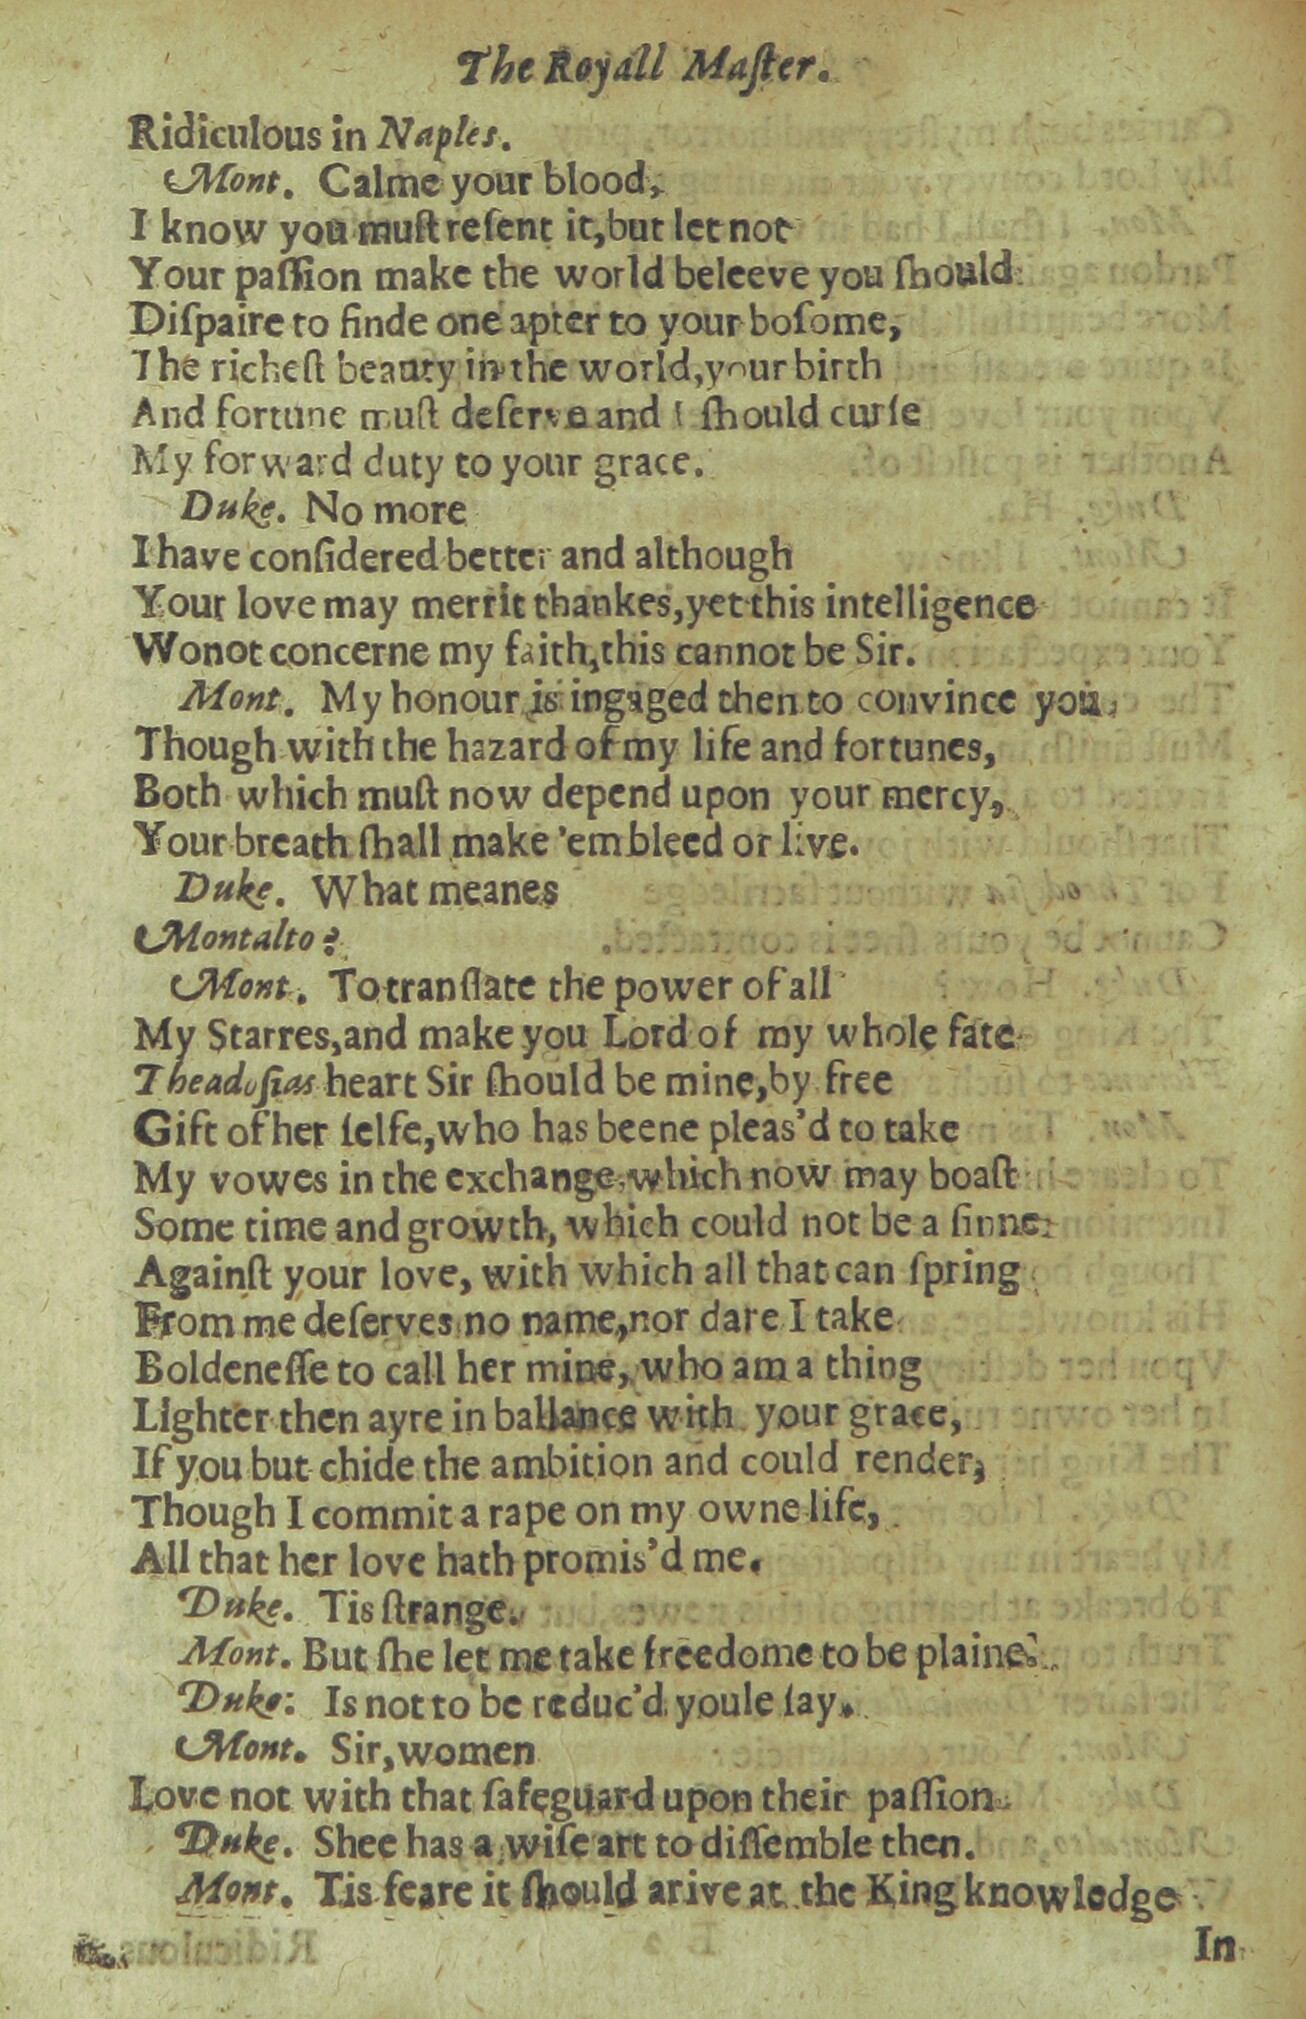 The Royall Maſter.
Ridiculous in Naples.
Mont. Calme your blood,
I know you muſt reſent it,but let not
Your paſſion make the world beleeve you ſhould
Diſpaire to finde one apter to your boſome,
The richeſt beauty in the world,your birth
And fortune muſt deſerve and I ſhould curſe
My forward duty to your grace.
Duke. No more
I have conſidered better and although
Your love may merrit thankes,yet this intelligence
Wonot concerne my faith,this cannot be Sir.
Mont. My honour is ingaged then to convince you,
Though with the hazard of my life and fortunes,
Both which muſt now depend upon your mercy,
Your breath ſhall make 'em bleed or live.
Duke. What meanes
Montalto?
Mont. To tranſlate the power of all
My Starres,and make you Lord of my whole fate
Theadoſias heart Sir ſhould be mine,by free
Gift of her ſelfe,who has beene pleas'd to take
My vowes in the exchange,which now may boaſt
Some time and growth, which could not be a ſinne
Againſt your love, with which all that can ſpring
From me deſerves no name,nor dare I take
Boldeneſſe to call her mine, who am a thing
Lighter then ayre in ballance with your grace,
If you but chide the ambition and could render,
Though I commit a rape on my owne life,
All that her love hath promis'd me.
Duke. Tis ſtrange.
Mont. But ſhe let me take freedome to be plaine.
Duke: Is not to be reduc'd youle ſay.
Mont. Sir,women
Love not with that ſafeguard upon their paſſion.
Duke. Shee has a wiſe art to diſſemble then.
Mont. Tis feare it ſhould arive at the King knowledge
In